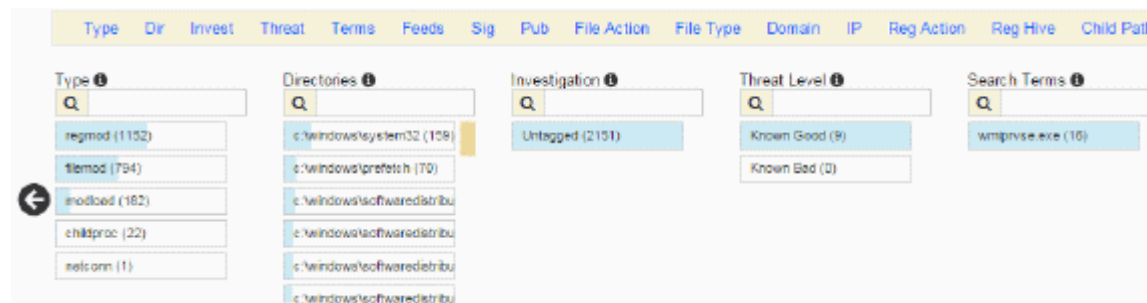 Type Dir Invest Threat Terms Feeds Sig Pub File Action File Type Domain IP Reg Action Reg Hive Child Pat
Type Directories Investigation Threat Level Search Terms
regmod (1152) c:\windows\system32 (159) Untagged (2151) Known Good (9) wmiprvse.exe (16)
filemod (794) c:\windows\prefetch (70) Known Bad (0)
modload (182) c:\windows\softwaredistribu
childproc (22) c:\windows\softwaredistribu
netconn (1) c:\windows\softwaredistribu
c:\windows\softwaredistribu